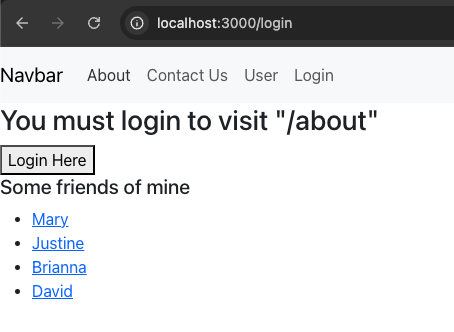 localhost:3000/login
Navbar About Contact Us User Login
You must login to visit "/about"
Login Here
Some friends of mine
Mary
Justine
Brianna
David